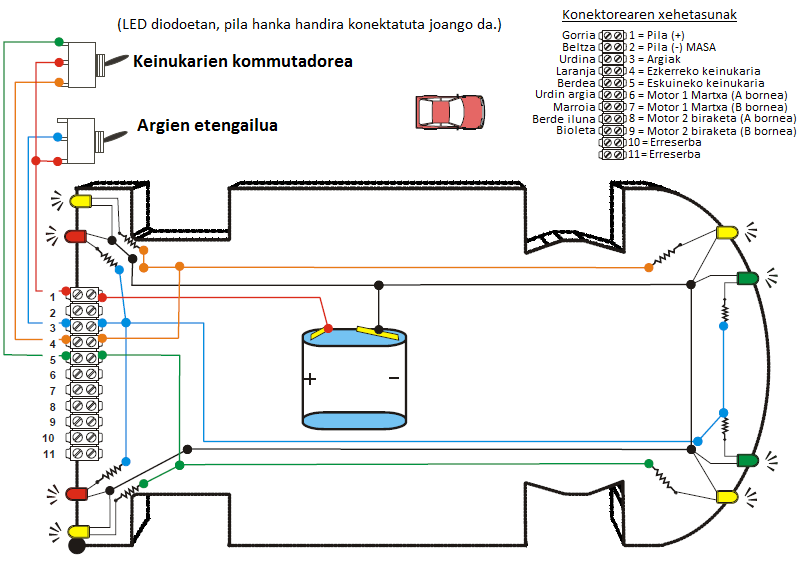 (LED diodoetan, pila hanka handira konektatuta joango da.)
Keinukarien kommutadorea
Argien etengailua
Konektorearen xehetasunak
Gorria 1 = Pila (+)
Beltza 2 = Pila (-) MASA
Urdina 3 = Argiak
Laranja 4 = Ezkerreko keinukaria
Berdea 5 = Eskuineko keinukaria
Urdin argia 6 = Motor 1 Martxa (A bornea)
Marroia 7 = Motor 1 Martxa (B bornea)
Berde iluna 8 = Motor 2 biraketa (A bornea)
Bioleta 9 = Motor 2 biraketa (B bornea)
10 = Erreserba
11= Erreserba
1
2
3
4
5
6
7
8
9
10
11
+ −